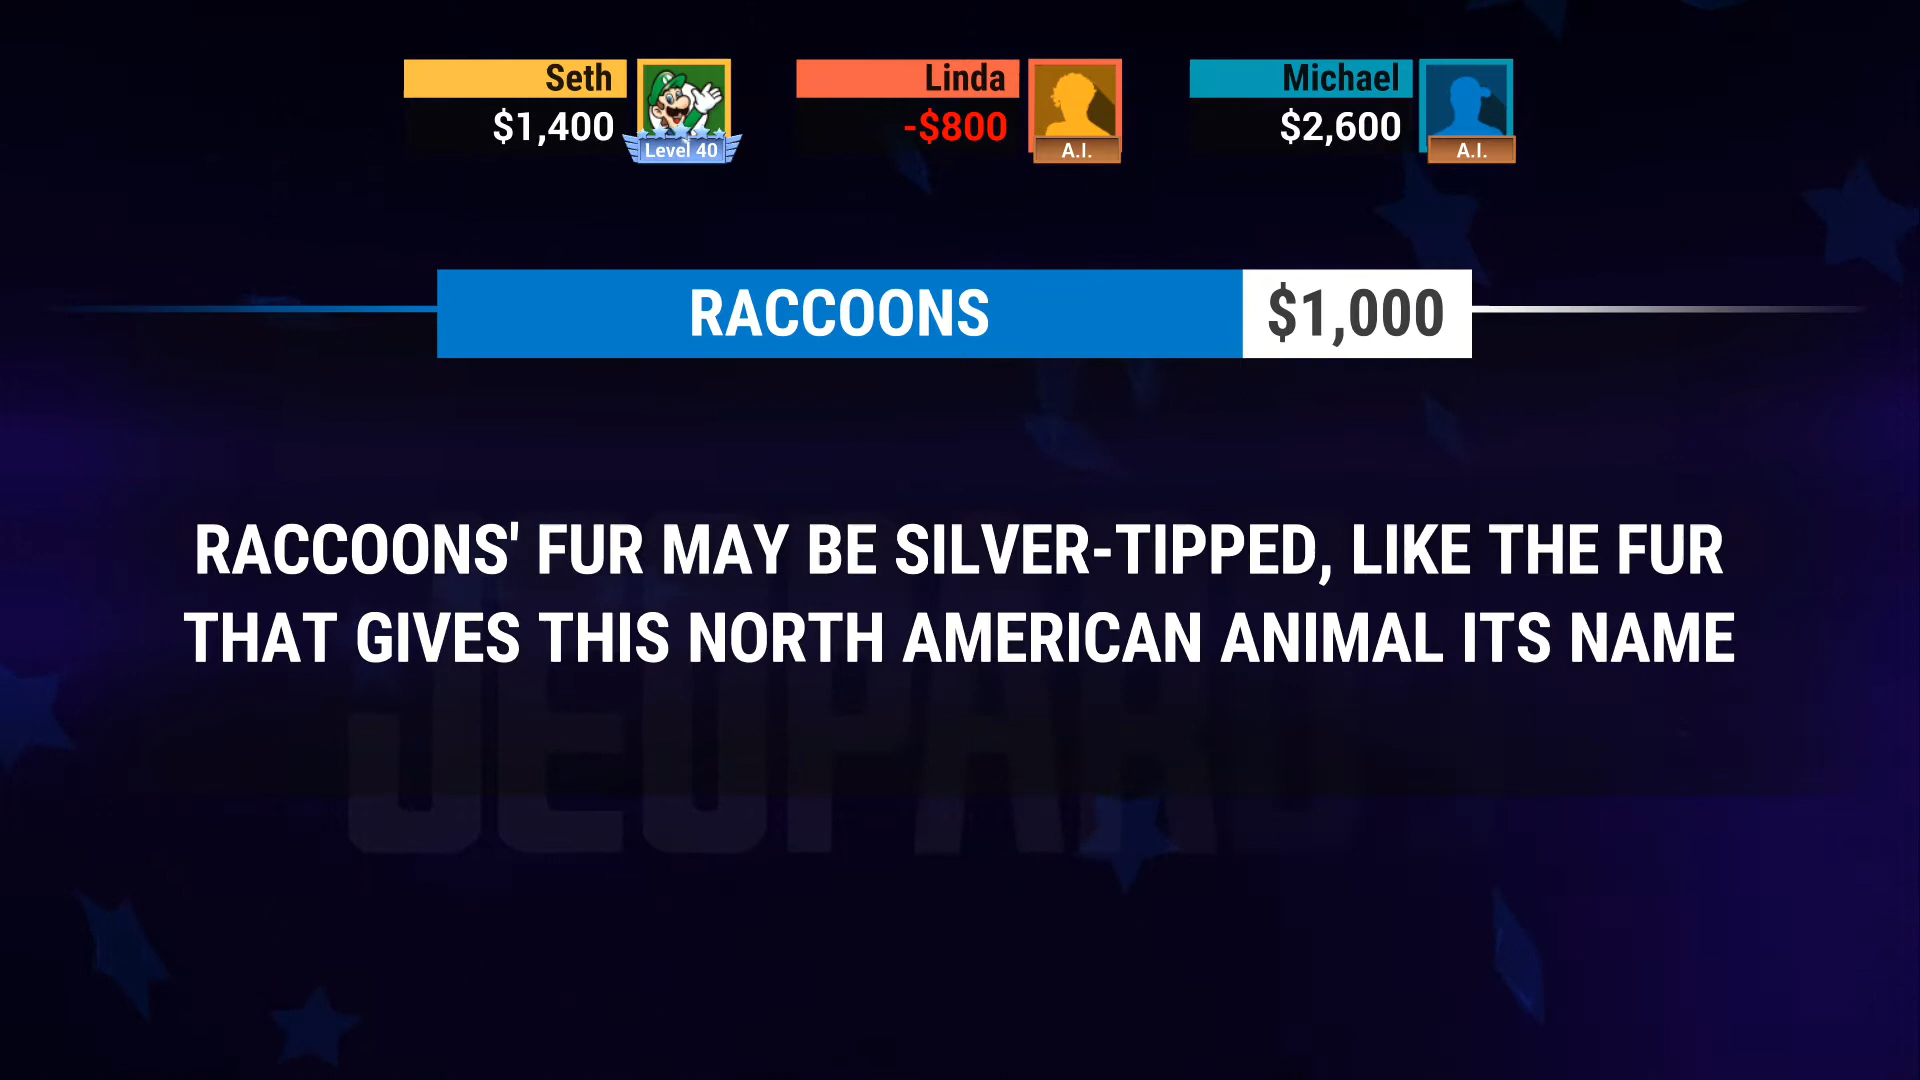 Seth
$1,400
Level 40
Linda
-$800
A.I.
Michael
$2,600
A.I.
RACCOONS $1,000
RACCOONS' FUR MAY BE SILVER-TIPPED, LIKE THE FUR
THAT GIVES THIS NORTH AMERICAN ANIMAL ITS NAME